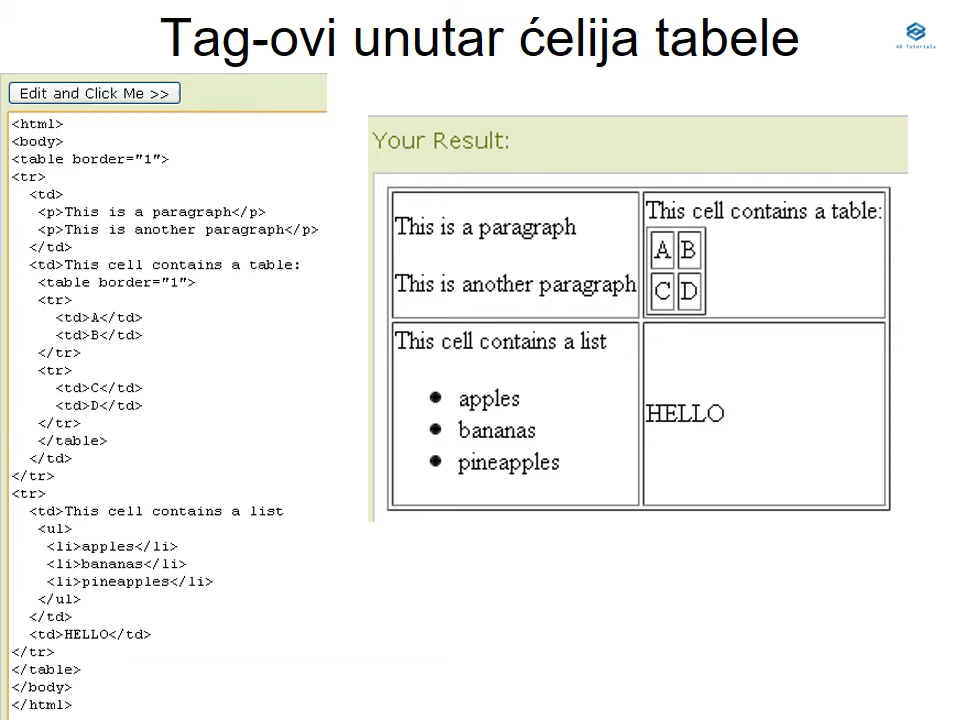 Tag-ovi unutar ćelija tabele
AD Tutorials
Edit and Click Me >>
<html>
<body>
<table border="1">
<tr>
<td>
<p>This is a paragraph</p>
<p>This is another paragraph</p>
</td>
<td>This cell contains a table:
<table border="1">
<tr>
<td>A</td>
<td>B</td>
</tr>
<tr>
<td>C</td>
<td>D</td>
</tr>
</table>
</td>
</tr>
<tr>
<td>This cell contains a list
<ul>
<li>apples</li>
<li>bananas</li>
<li>pineapples</li>
</ul>
</td>
<td>HELLO</td>
</tr>
</table>
</body>
</html>
Your Result:
This is a paragraph
This is another paragraph
This cell contains a table:
A B
C D
This cell contains a list
apples
bananas
pineapples
HELLO